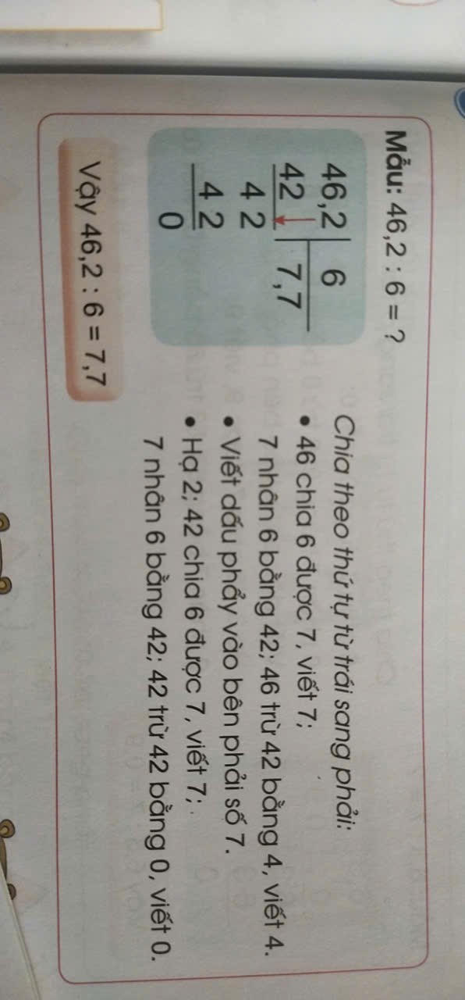 Mẫu: 46,2 : 6 = ?
46,2 6
42 7,7
4 2
4 2
0
Chia theo thứ tự từ trái sang phải:
• 46 chia 6 được 7, viết 7;
7 nhân 6 bằng 42; 46 trừ 42 bằng 4, viết 4.
• Viết dấu phẩy vào bên phải số 7.
• Hạ 2; 42 chia 6 được 7, viết 7;
7 nhân 6 bằng 42; 42 trừ 42 bằng 0, viết 0.
Vậy 46,2 : 6 = 7,7